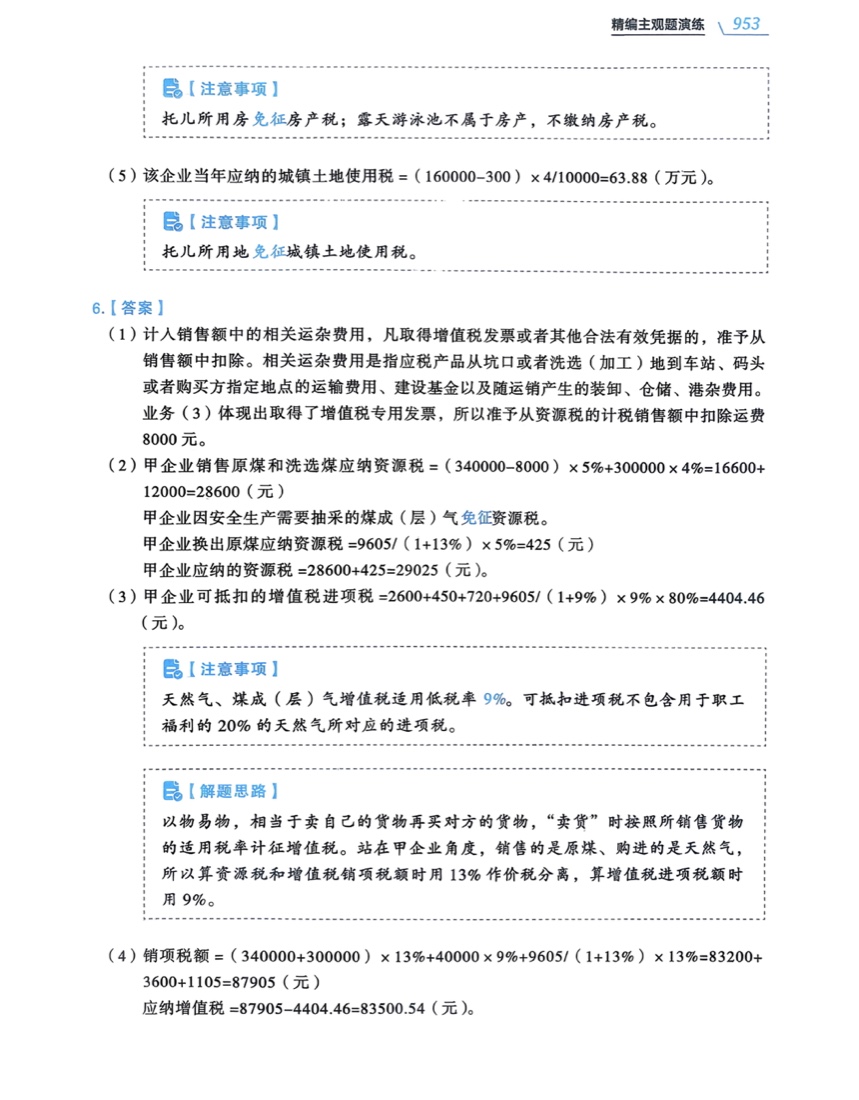 精编主观题演练 953
【注意事项】
托儿所用房免征房产税；露天游泳池不属于房产，不缴纳房产税。
（5）该企业当年应纳的城镇土地使用税 =（160000–300）× 4/10000=63.88（万元）。
【注意事项】
托儿所用地免征城镇土地使用税。
6.【答案】
（1）计入销售额中的相关运杂费用，凡取得增值税发票或者其他合法有效凭据的，准予从
销售额中扣除。相关运杂费用是指应税产品从坑口或者洗选（加工）地到车站、码头
或者购买方指定地点的运输费用、建设基金以及随运销产生的装卸、仓储、港杂费用。
业务（3）体现出取得了增值税专用发票，所以准予从资源税的计税销售额中扣除运费
8000 元。
（2）甲企业销售原煤和洗选煤应纳资源税 =（340000–8000）× 5%+300000 × 4%=16600+
12000=28600（元）
甲企业因安全生产需要抽采的煤成（层）气免征资源税。
甲企业换出原煤应纳资源税 =9605/（1+13%）× 5%=425（元）
甲企业应纳的资源税 =28600+425=29025（元）。
（3）甲企业可抵扣的增值税进项税 =2600+450+720+9605/（1+9%）× 9% × 80%=4404.46
（元）。
【注意事项】
天然气、煤成（层）气增值税适用低税率 9%。可抵扣进项税不包含用于职工
福利的 20% 的天然气所对应的进项税。
【解题思路】
以物易物，相当于卖自己的货物再买对方的货物，“卖货”时按照所销售货物
的适用税率计征增值税。站在甲企业角度，销售的是原煤、购进的是天然气，
所以算资源税和增值税销项税额时用 13% 作价税分离，算增值税进项税额时
用 9%。
（4）销项税额 =（340000+300000）× 13%+40000 × 9%+9605/（1+13%）× 13%=83200+
3600+1105=87905（元）
应纳增值税 =87905–4404.46=83500.54（元）。